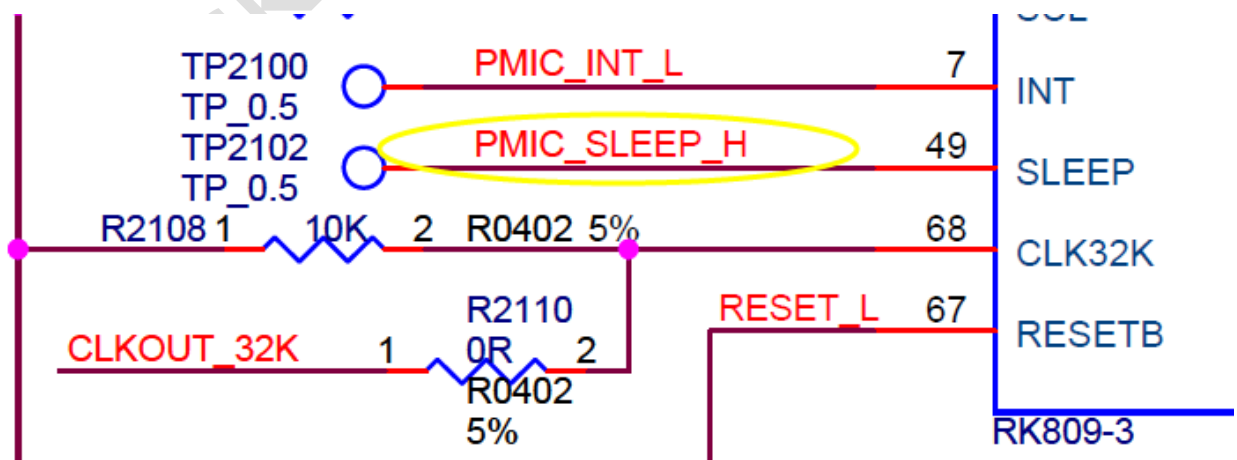 TP2100
TP_0.5
PMIC_INT_L
7
INT
TP2102
TP_0.5
PMIC_SLEEP_H
49
SLEEP
R2108 1 10K 2 R0402 5%
68
CLK32K
RESET_L
67
RESETB
CLKOUT_32K
1
R2110
0R
2
R0402
5%
RK809-3